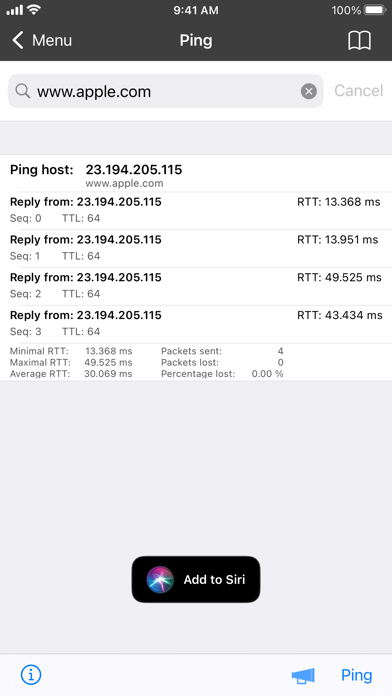 9:41 AM
100%
Menu
Ping
www.apple.com
Cancel
Ping host: 23.194.205.115
www.apple.com
Reply from: 23.194.205.115 RTT: 13.368 ms
Seq: 0 TTL: 64
Reply from: 23.194.205.115 RTT: 13.951 ms
Seq: 1 TTL: 64
Reply from: 23.194.205.115 RTT: 49.525 ms
Seq: 2 TTL: 64
Reply from: 23.194.205.115 RTT: 43.434 ms
Seq: 3 TTL: 64
Minimal RTT: 13.368 ms Packets sent: 4
Maximal RTT: 49.525 ms Packets lost: 0
Average RTT: 30.069 ms Percentage lost: 0.00 %
Add to Siri
Ping